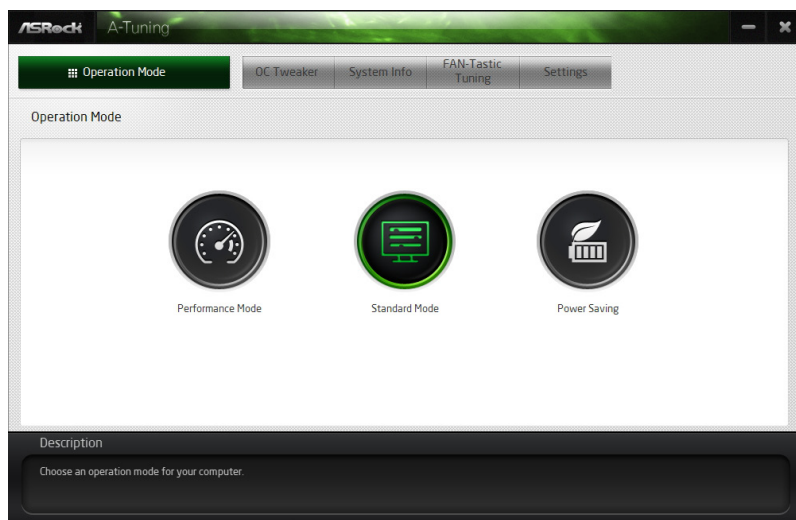 ASRock A-Tuning
Operation Mode OC Tweaker System Info FAN-Tastic
Tuning Settings
Operation Mode
Performance Mode Standard Mode Power Saving
Description
Choose an operation mode for your computer.